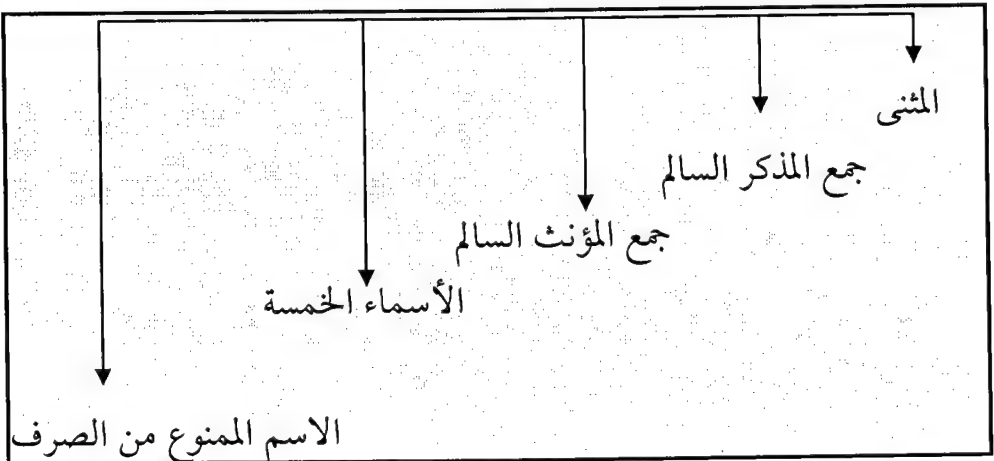 المثنى
جمع المذكر السالم
جمع المؤنث السالم
الأسماء الخمسة
الاسم الممنوع من الصرف